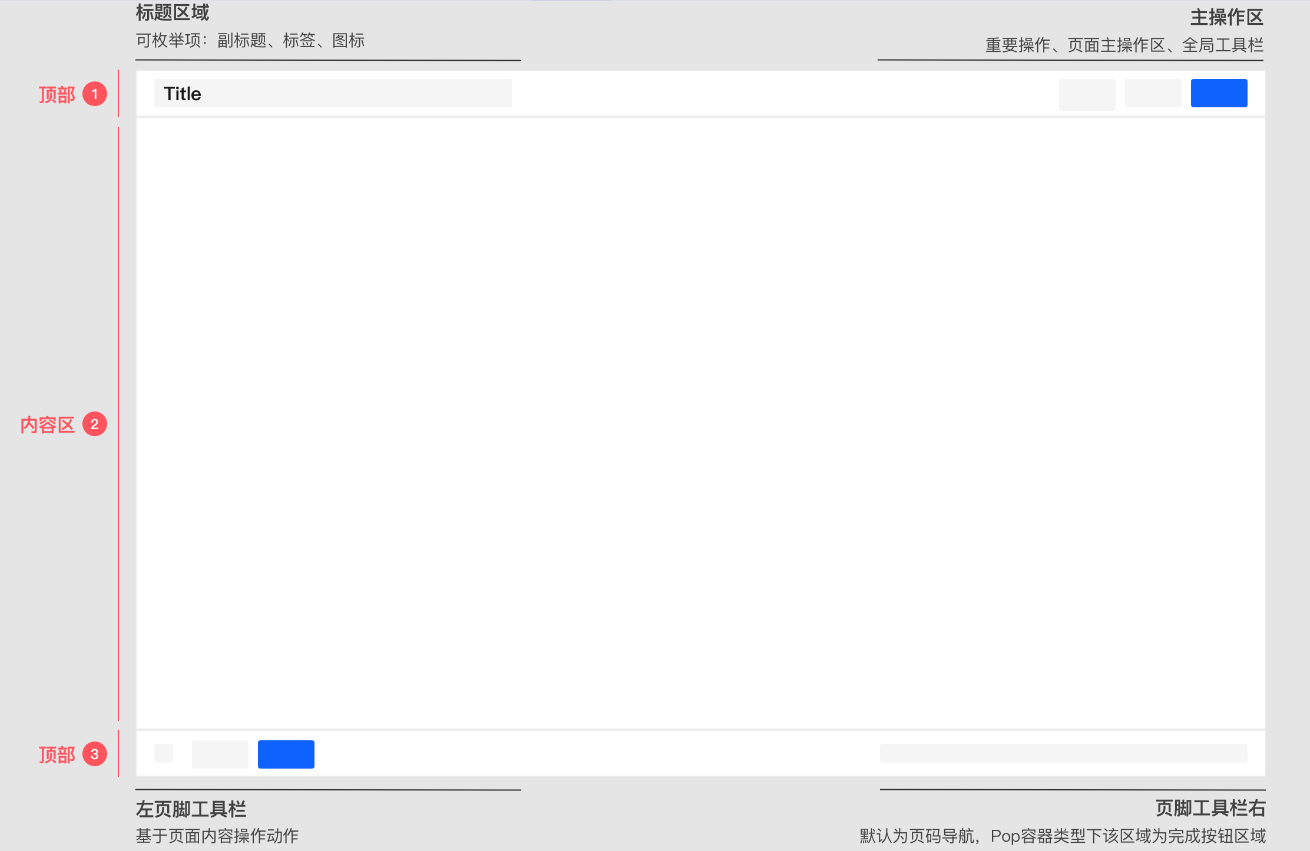 标题区域
可枚举项：副标题、标签、图标
主操作区
重要操作、页面主操作区、全局工具栏
顶部 1
Title
内容区 2
顶部 3
左页脚工具栏
基于页面内容操作动作
页脚工具栏右
默认为页码导航，Pop容器类型下该区域为完成按钮区域